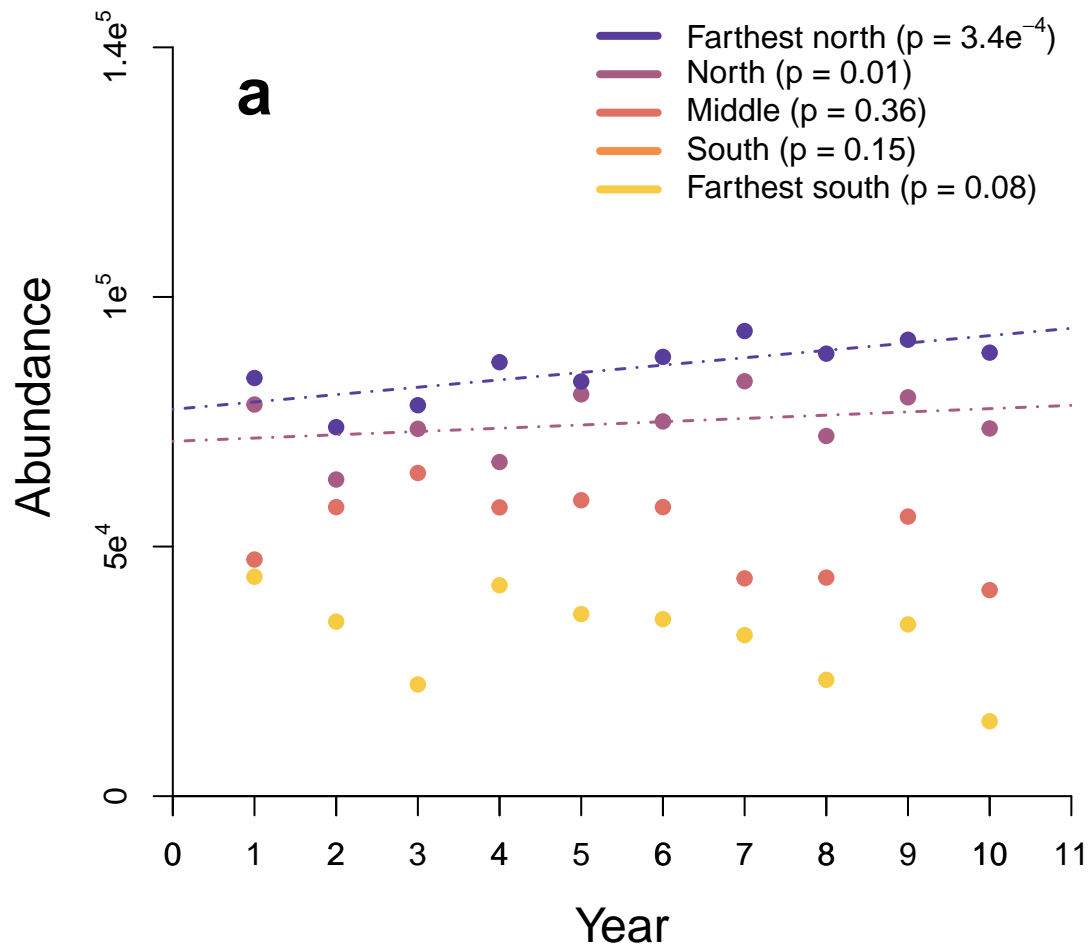 Farthest north (p = 3.4e⁻⁴)
North (p = 0.01)
Middle (p = 0.36)
South (p = 0.15)
Farthest south (p = 0.08)
a
Abundance
1.4e⁵
1e⁵
5e⁴
0
0 1 2 3 4 5 6 7 8 9 10 11
Year